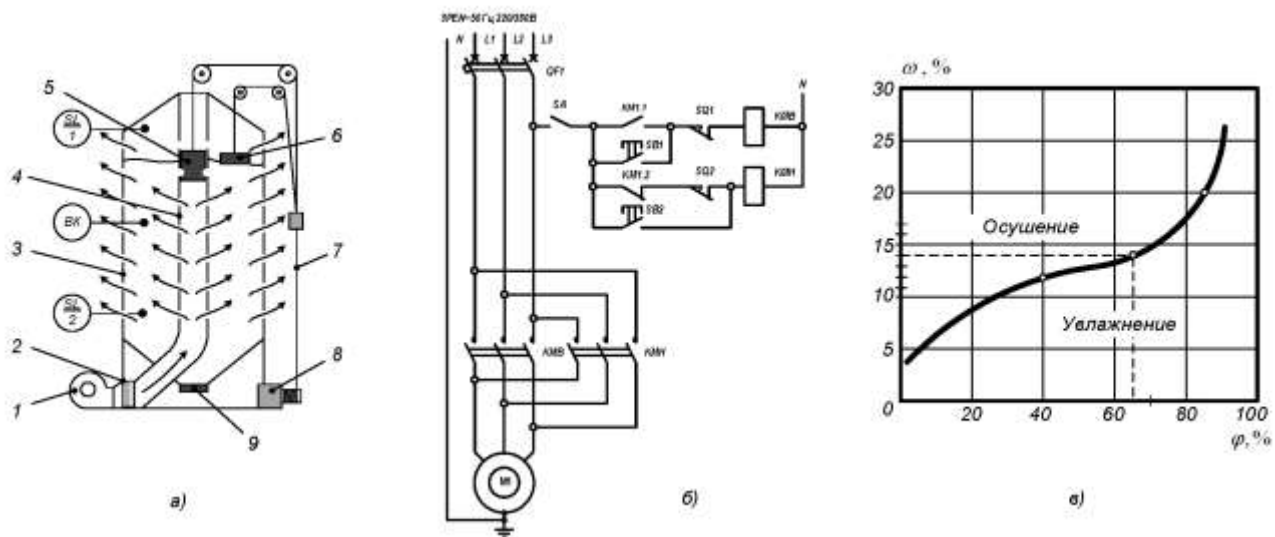 3PEN~50Гц 220/380В
N L1 L2 L3
QF1
SA
KM1.1
SQ1
KMB
N
SB1
KM1.2
SQ2
KMH
SB2
KMB
KMH
M1
б)
SL
1
BK
SL
2
5
4
3
2
1
6
7
8
9
а)
ω, %
30
25
20
15
10
5
0
20
40
60
80
100
φ, %
Осушение
Увлажнение
в)